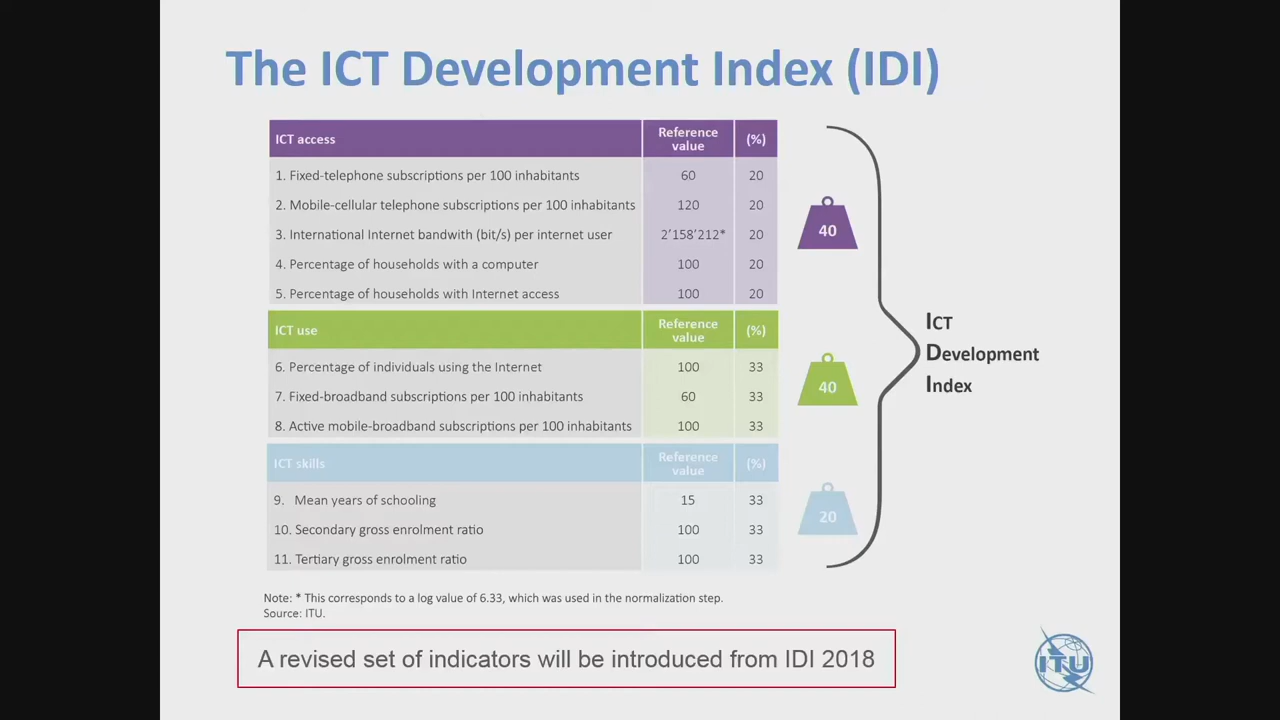 The ICT Development Index (IDI)
ICT access Reference value (%)
1. Fixed-telephone subscriptions per 100 inhabitants 60 20
2. Mobile-cellular telephone subscriptions per 100 inhabitants 120 20
3. International Internet bandwith (bit/s) per internet user 2’158’212* 20
4. Percentage of households with a computer 100 20
5. Percentage of households with Internet access 100 20
40
ICT use Reference value (%)
6. Percentage of individuals using the Internet 100 33
7. Fixed-broadband subscriptions per 100 inhabitants 60 33
8. Active mobile-broadband subscriptions per 100 inhabitants 100 33
40
ICT skills Reference value (%)
9. Mean years of schooling 15 33
10. Secondary gross enrolment ratio 100 33
11. Tertiary gross enrolment ratio 100 33
20
ICT
Development
Index
Note: * This corresponds to a log value of 6.33, which was used in the normalization step.
Source: ITU.
A revised set of indicators will be introduced from IDI 2018
ITU